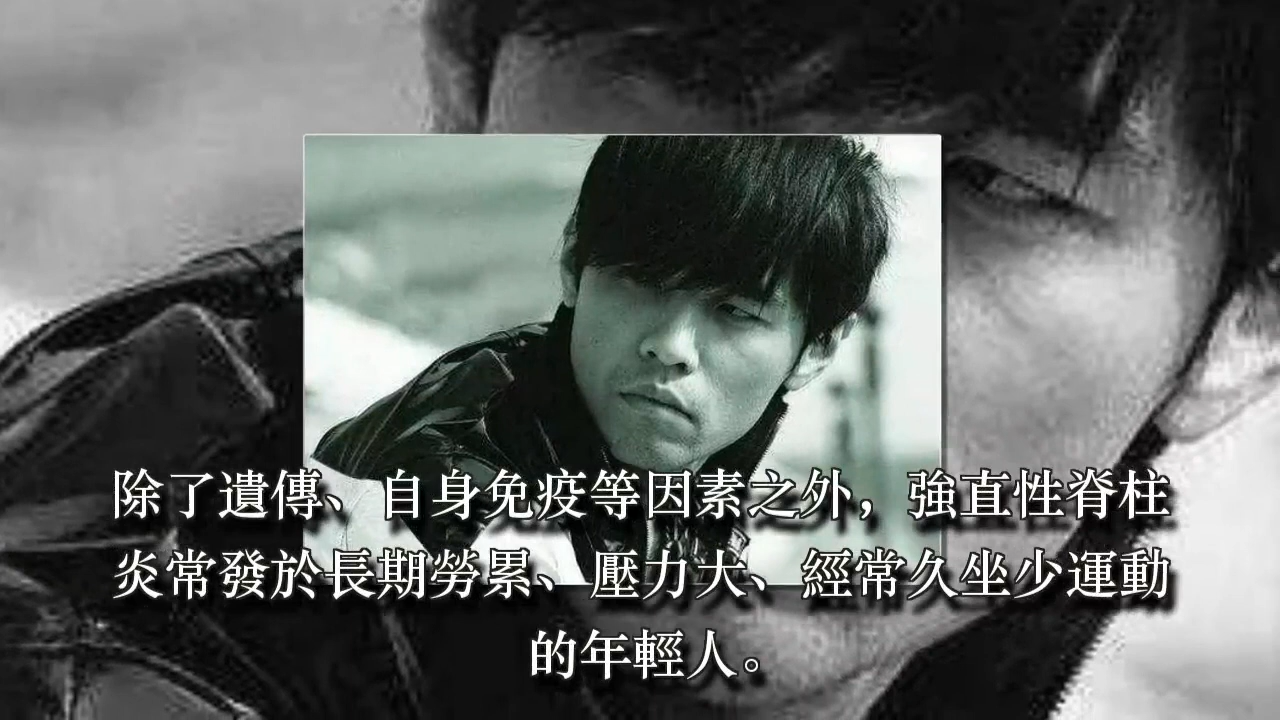 除了遺傳、自身免疫等因素之外，強直性脊柱
炎常發於長期勞累、壓力大、經常久坐少運動
的年輕人。